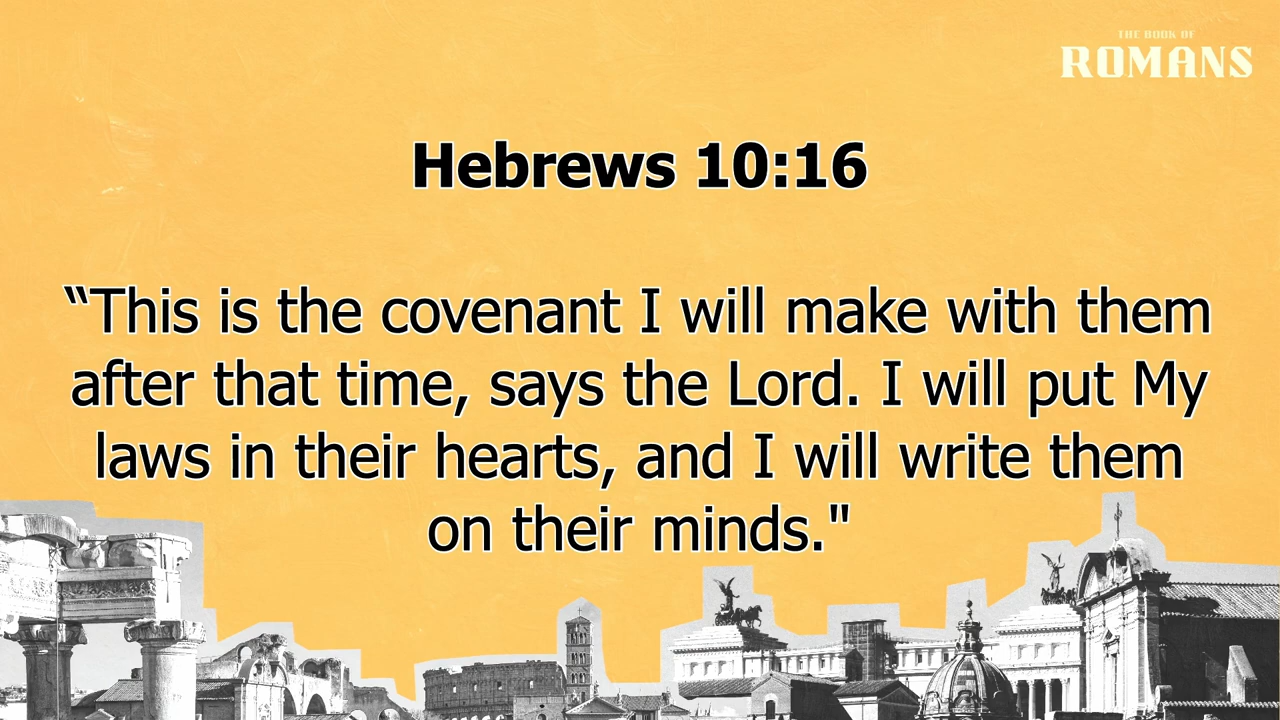 THE BOOK OF
ROMANS
Hebrews 10:16
“This is the covenant I will make with them
after that time, says the Lord. I will put My
laws in their hearts, and I will write them
on their minds."